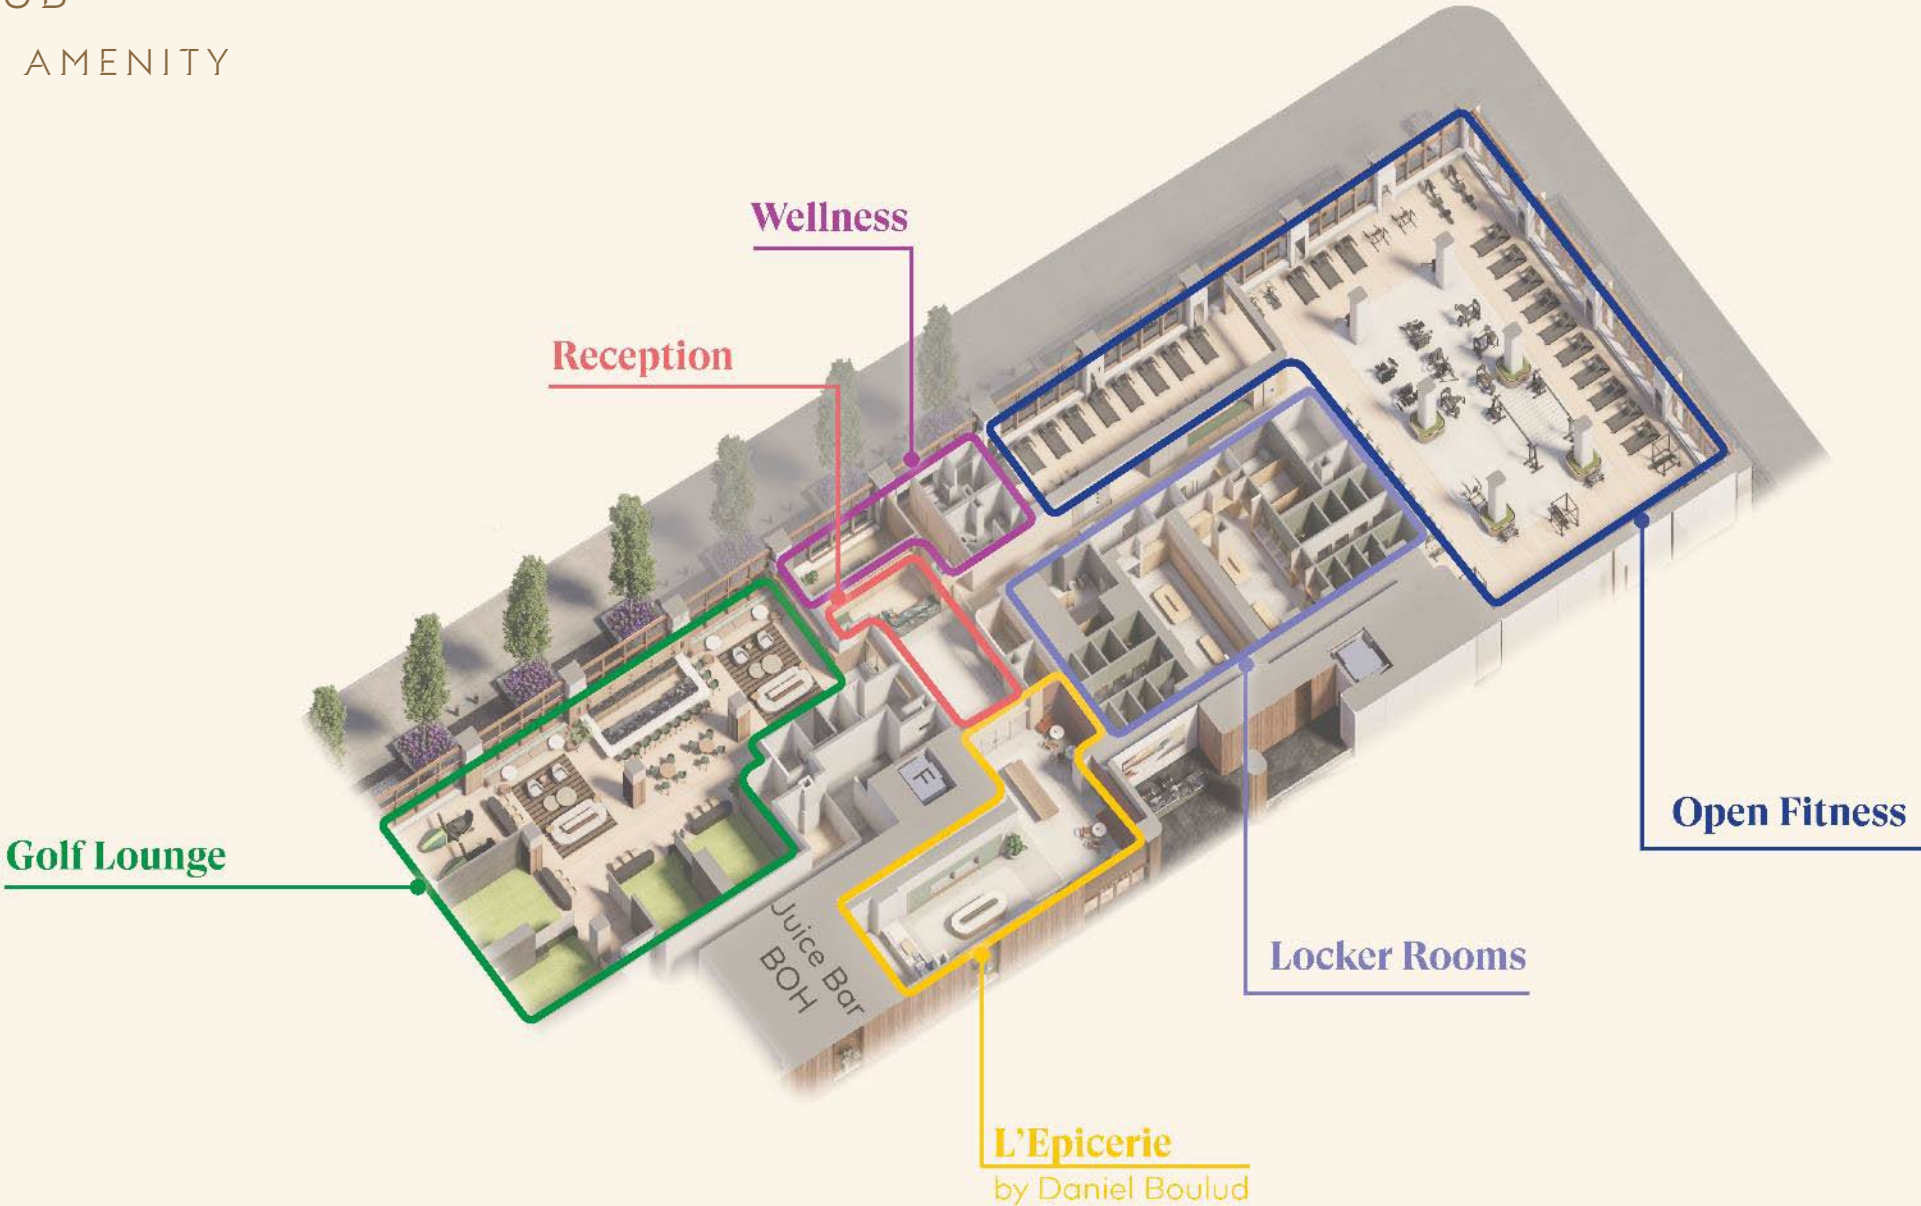 AMENITY
Wellness
Reception
Golf Lounge
Open Fitness
Locker Rooms
Juice Bar
BOH
F
L'Epicerie
by Daniel Boulud